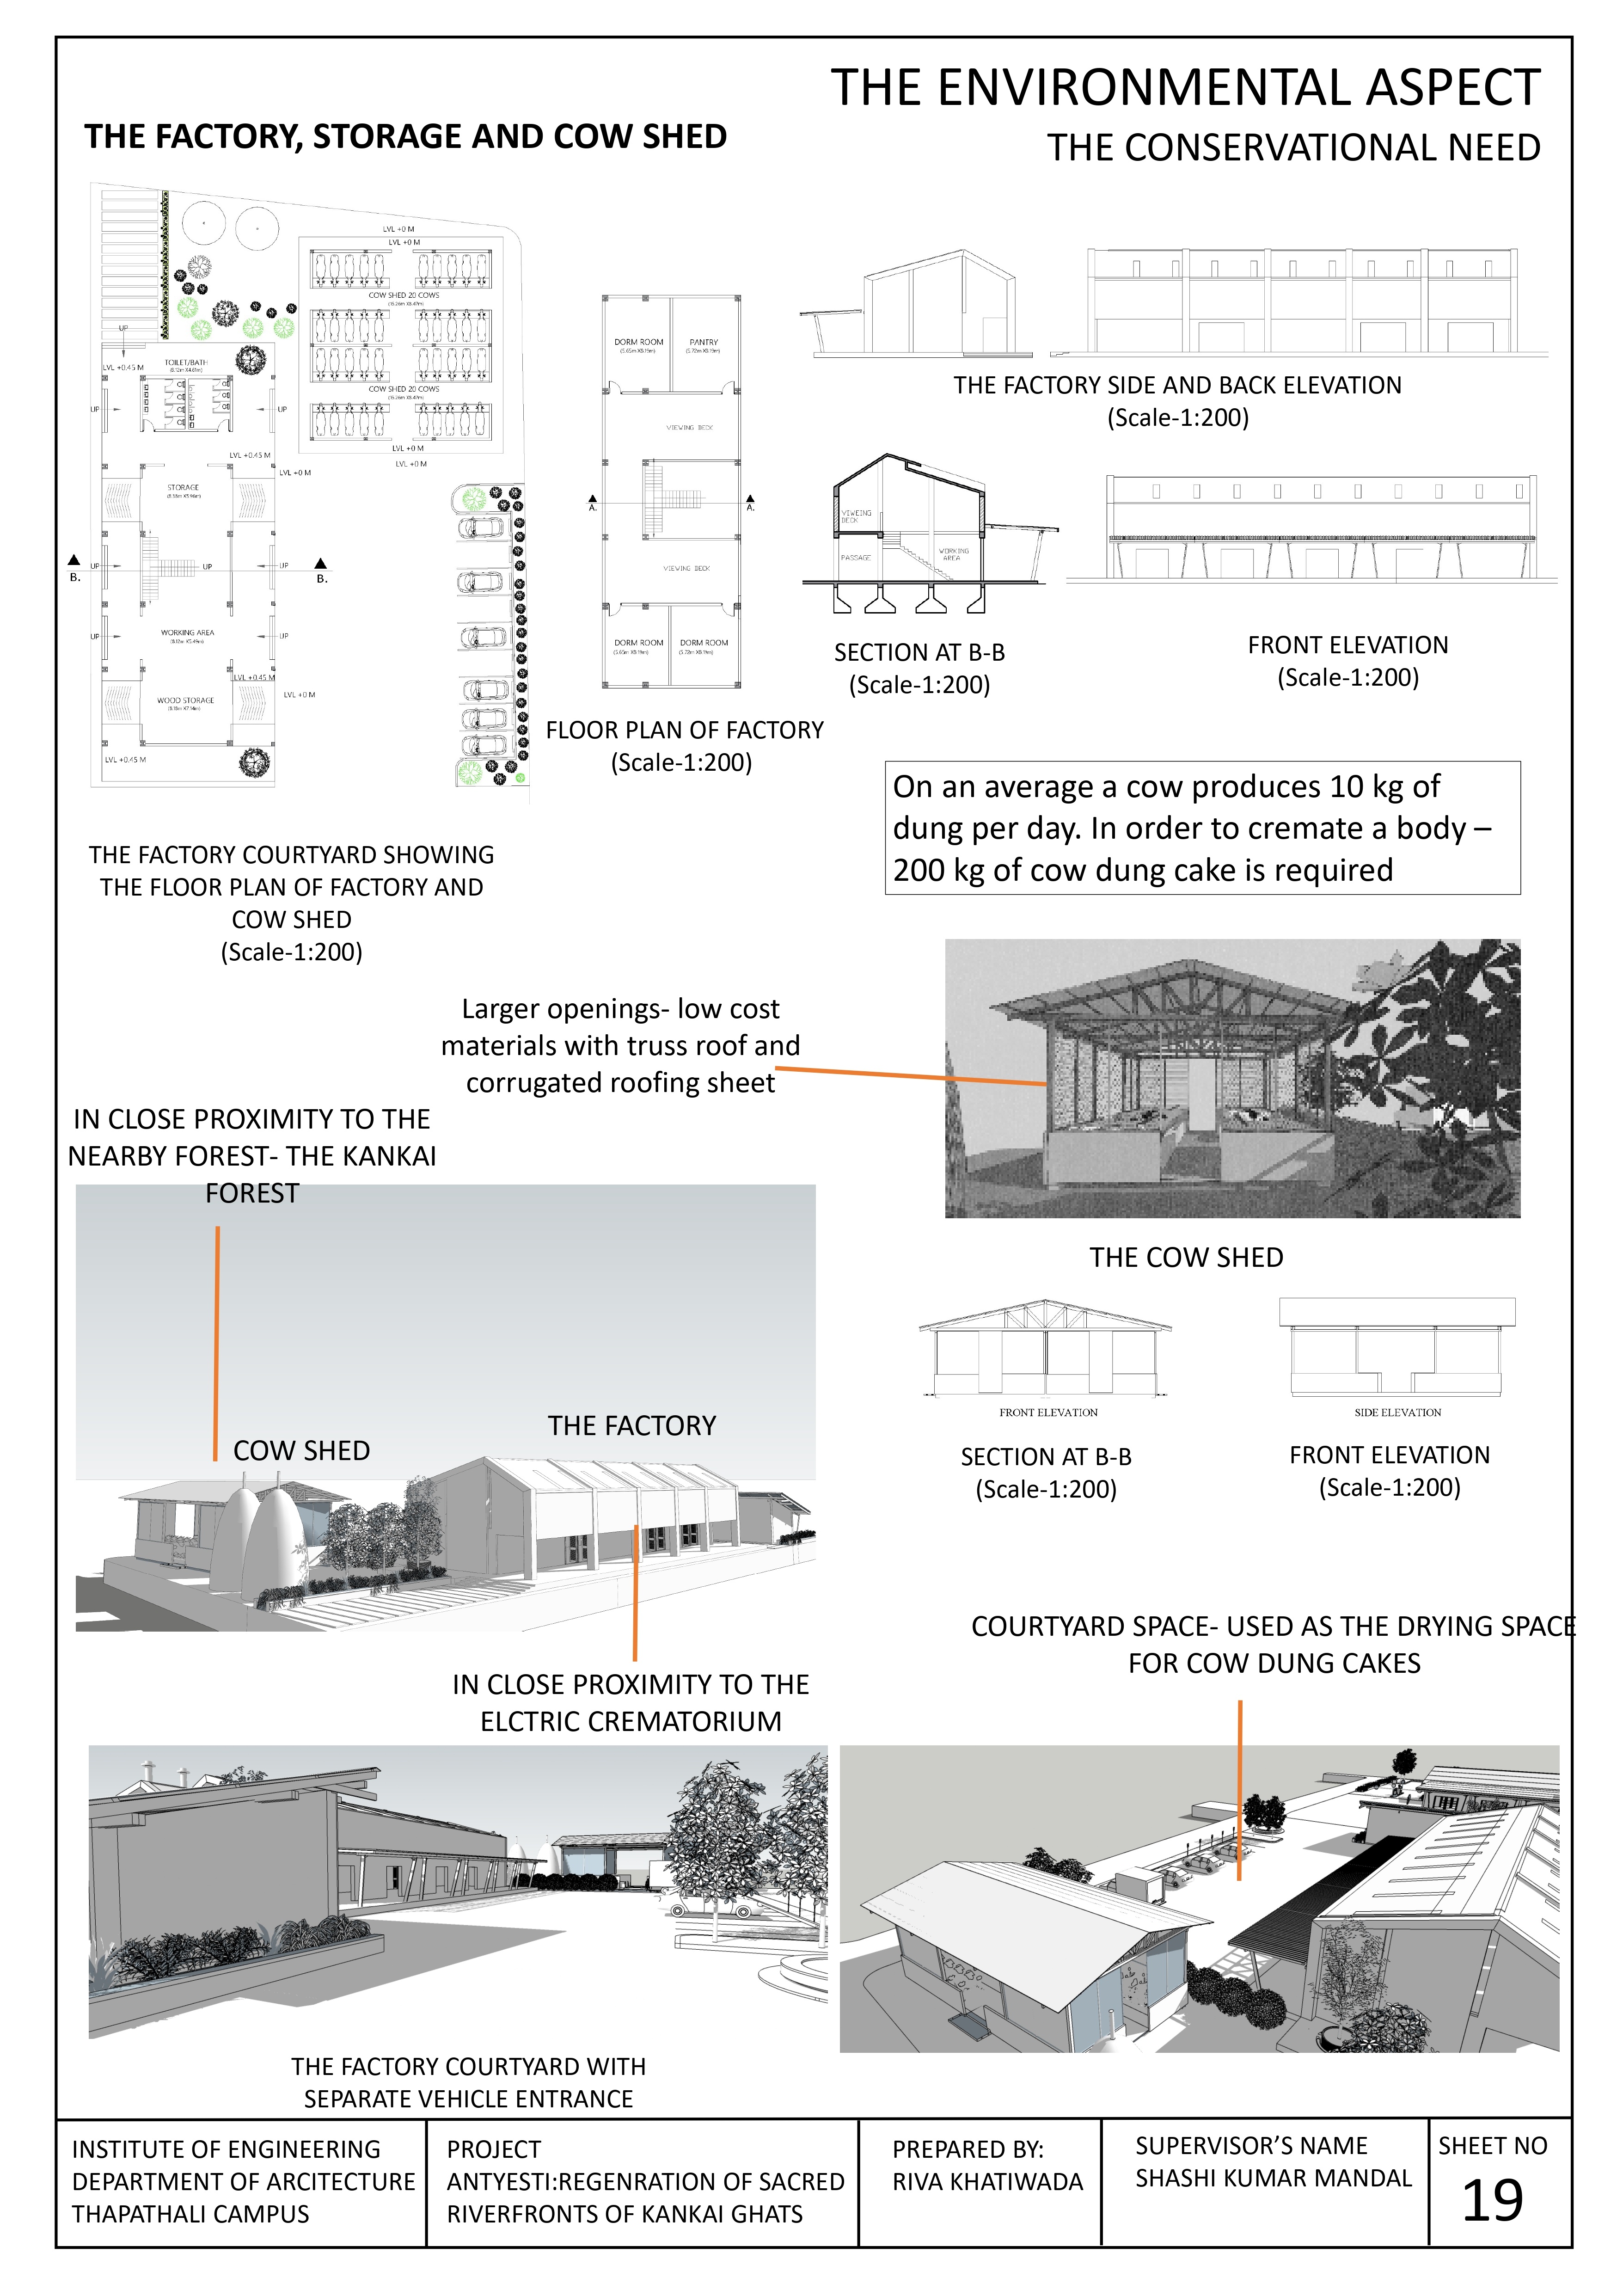 THE ENVIRONMENTAL ASPECT
THE CONSERVATIONAL NEED
THE FACTORY, STORAGE AND COW SHED
LVL +0 M
LVL +0 M
COW SHED 20 COWS
COW SHED 20 COWS
LVL +0 M
LVL +0 M
UP
LVL +0.45 M
TOILET/BATH
UP
UP
LVL +0.45 M
LVL +0 M
STORAGE
UP
UP
UP
B.
B.
WORKING AREA
UP
UP
LVL +0.45 M
LVL +0 M
WOOD STORAGE
LVL +0.45 M
THE FACTORY COURTYARD SHOWING
THE FLOOR PLAN OF FACTORY AND
COW SHED
(Scale-1:200)
DORM ROOM
PANTRY
VIEWING DECK
A.
A.
VIEWING DECK
DORM ROOM
DORM ROOM
FLOOR PLAN OF FACTORY
(Scale-1:200)
THE FACTORY SIDE AND BACK ELEVATION
(Scale-1:200)
VIWEING
DECK
PASSAGE
WORKING
AREA
SECTION AT B-B
(Scale-1:200)
FRONT ELEVATION
(Scale-1:200)
On an average a cow produces 10 kg of
dung per day. In order to cremate a body –
200 kg of cow dung cake is required
Larger openings- low cost
materials with truss roof and
corrugated roofing sheet
THE COW SHED
FRONT ELEVATION
SECTION AT B-B
(Scale-1:200)
SIDE ELEVATION
FRONT ELEVATION
(Scale-1:200)
IN CLOSE PROXIMITY TO THE
NEARBY FOREST- THE KANKAI
FOREST
COW SHED
THE FACTORY
IN CLOSE PROXIMITY TO THE
ELCTRIC CREMATORIUM
COURTYARD SPACE- USED AS THE DRYING SPACE
FOR COW DUNG CAKES
THE FACTORY COURTYARD WITH
SEPARATE VEHICLE ENTRANCE
INSTITUTE OF ENGINEERING
DEPARTMENT OF ARCITECTURE
THAPATHALI CAMPUS
PROJECT
ANTYESTI:REGENRATION OF SACRED
RIVERFRONTS OF KANKAI GHATS
PREPARED BY:
RIVA KHATIWADA
SUPERVISOR’S NAME
SHASHI KUMAR MANDAL
SHEET NO
19